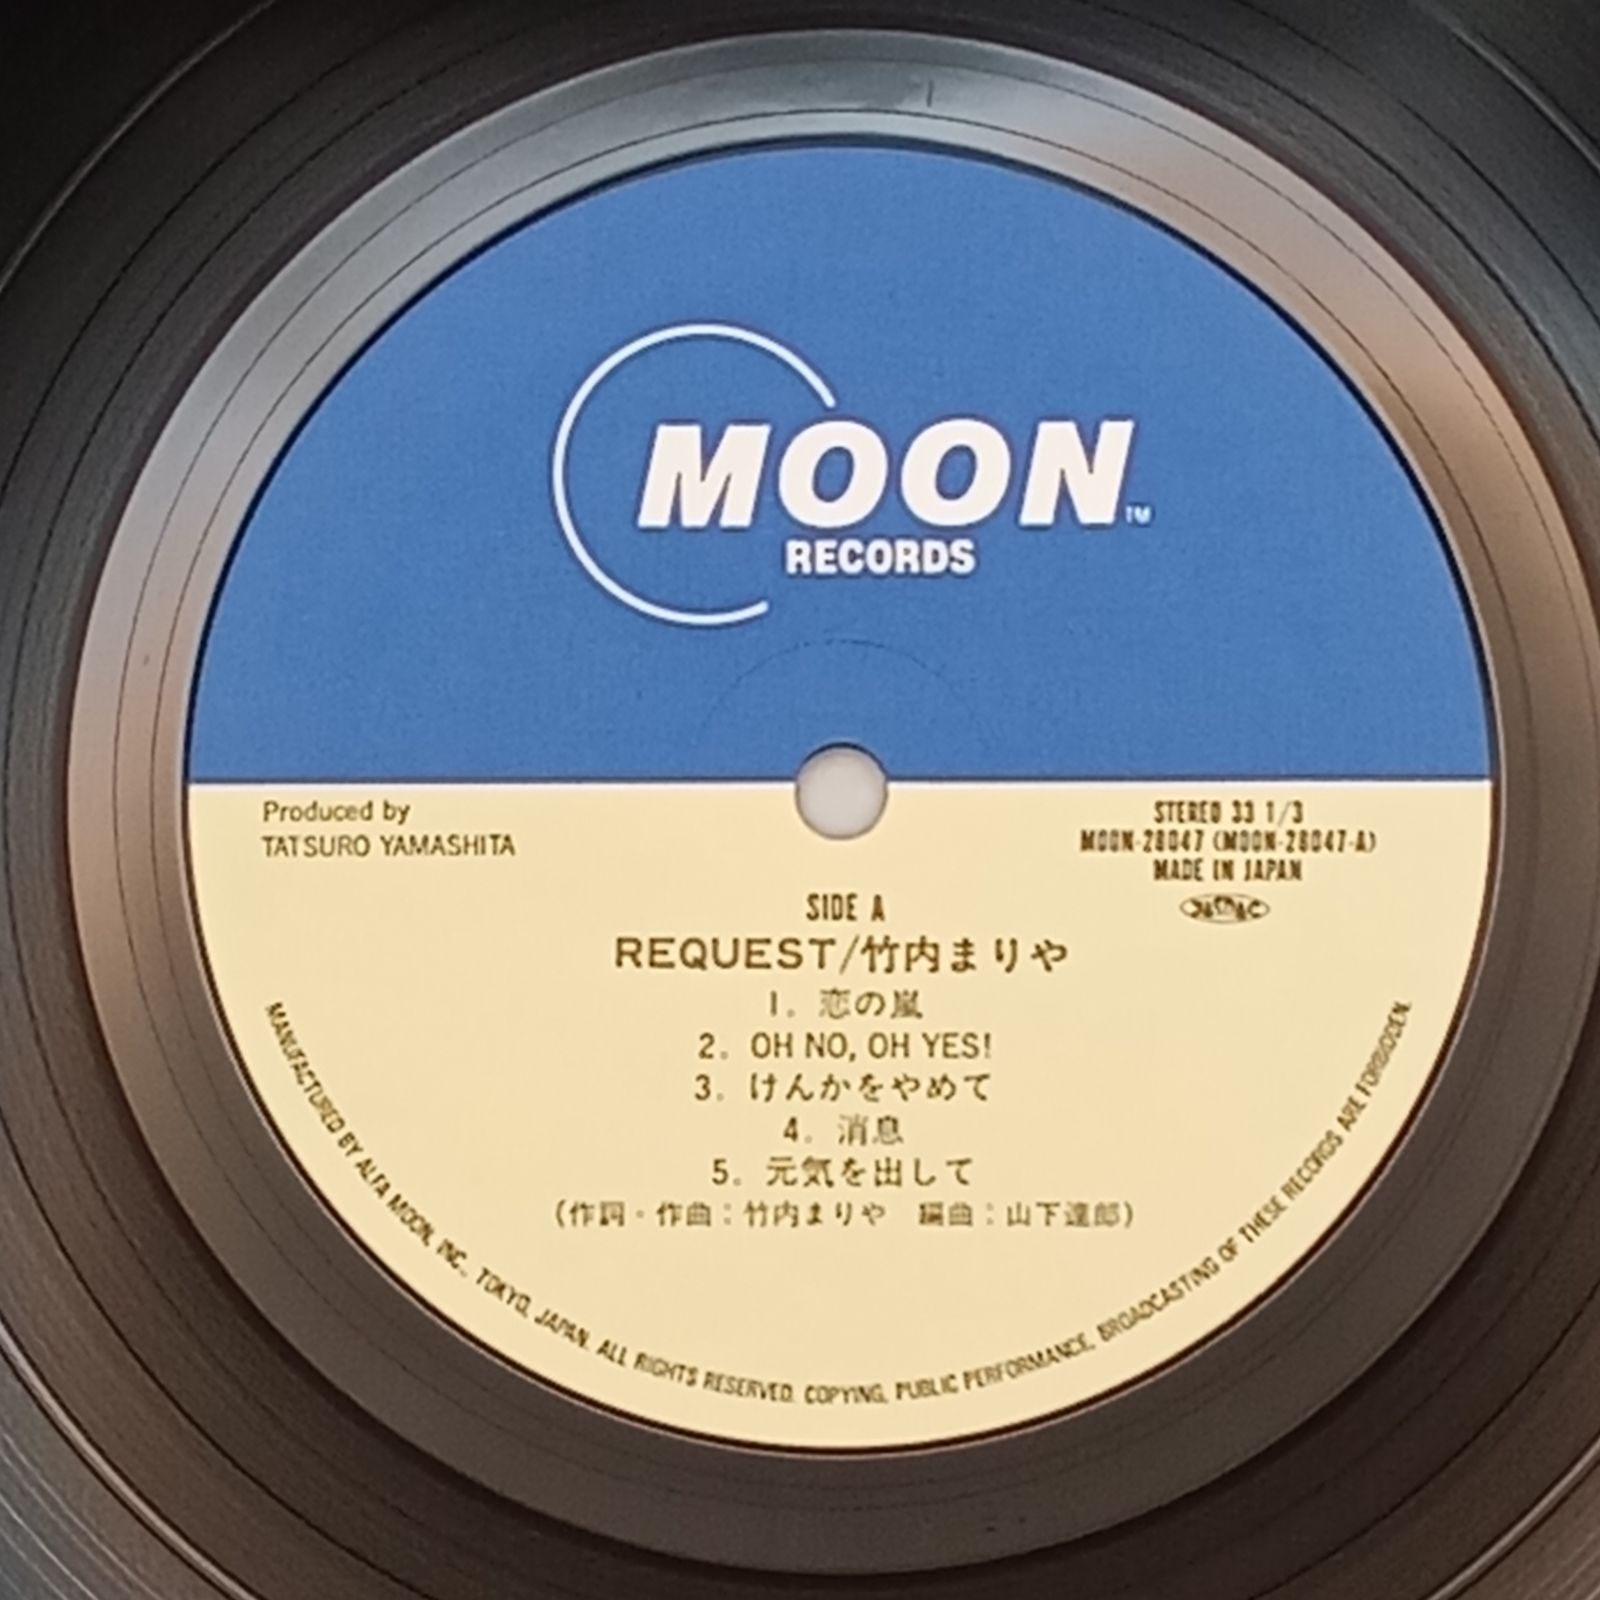 MOON™
RECORDS
Produced by
TATSURO YAMASHITA
STEREO 33 1/3
MOON-28047 (MOON-28047-A)
MADE IN JAPAN
JASRAC
SIDE A
REQUEST/竹内まりや
1. 恋の嵐
2. OH NO, OH YES!
3. けんかをやめて
4. 消息
5. 元気を出して
(作詞・作曲:竹内まりや 編曲:山下達郎)
MANUFACTURED BY ALFA MOON, INC., TOKYO, JAPAN. ALL RIGHTS RESERVED. COPYING, PUBLIC PERFORMANCE, BROADCASTING OF THESE RECORDS ARE FORBIDDEN.